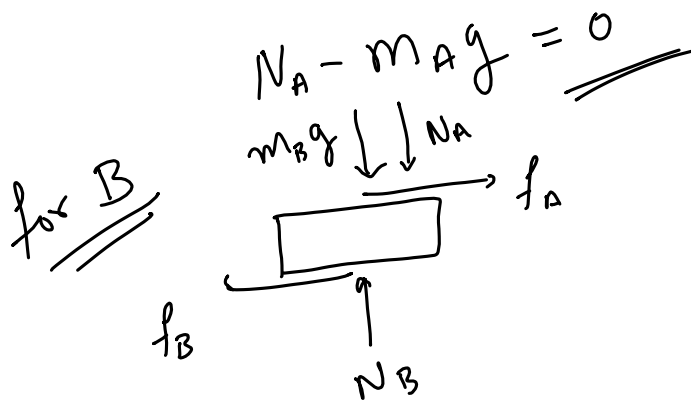 N_A - m_A g = 0
m_B g N_A
for B
f_A
f_B
N_B